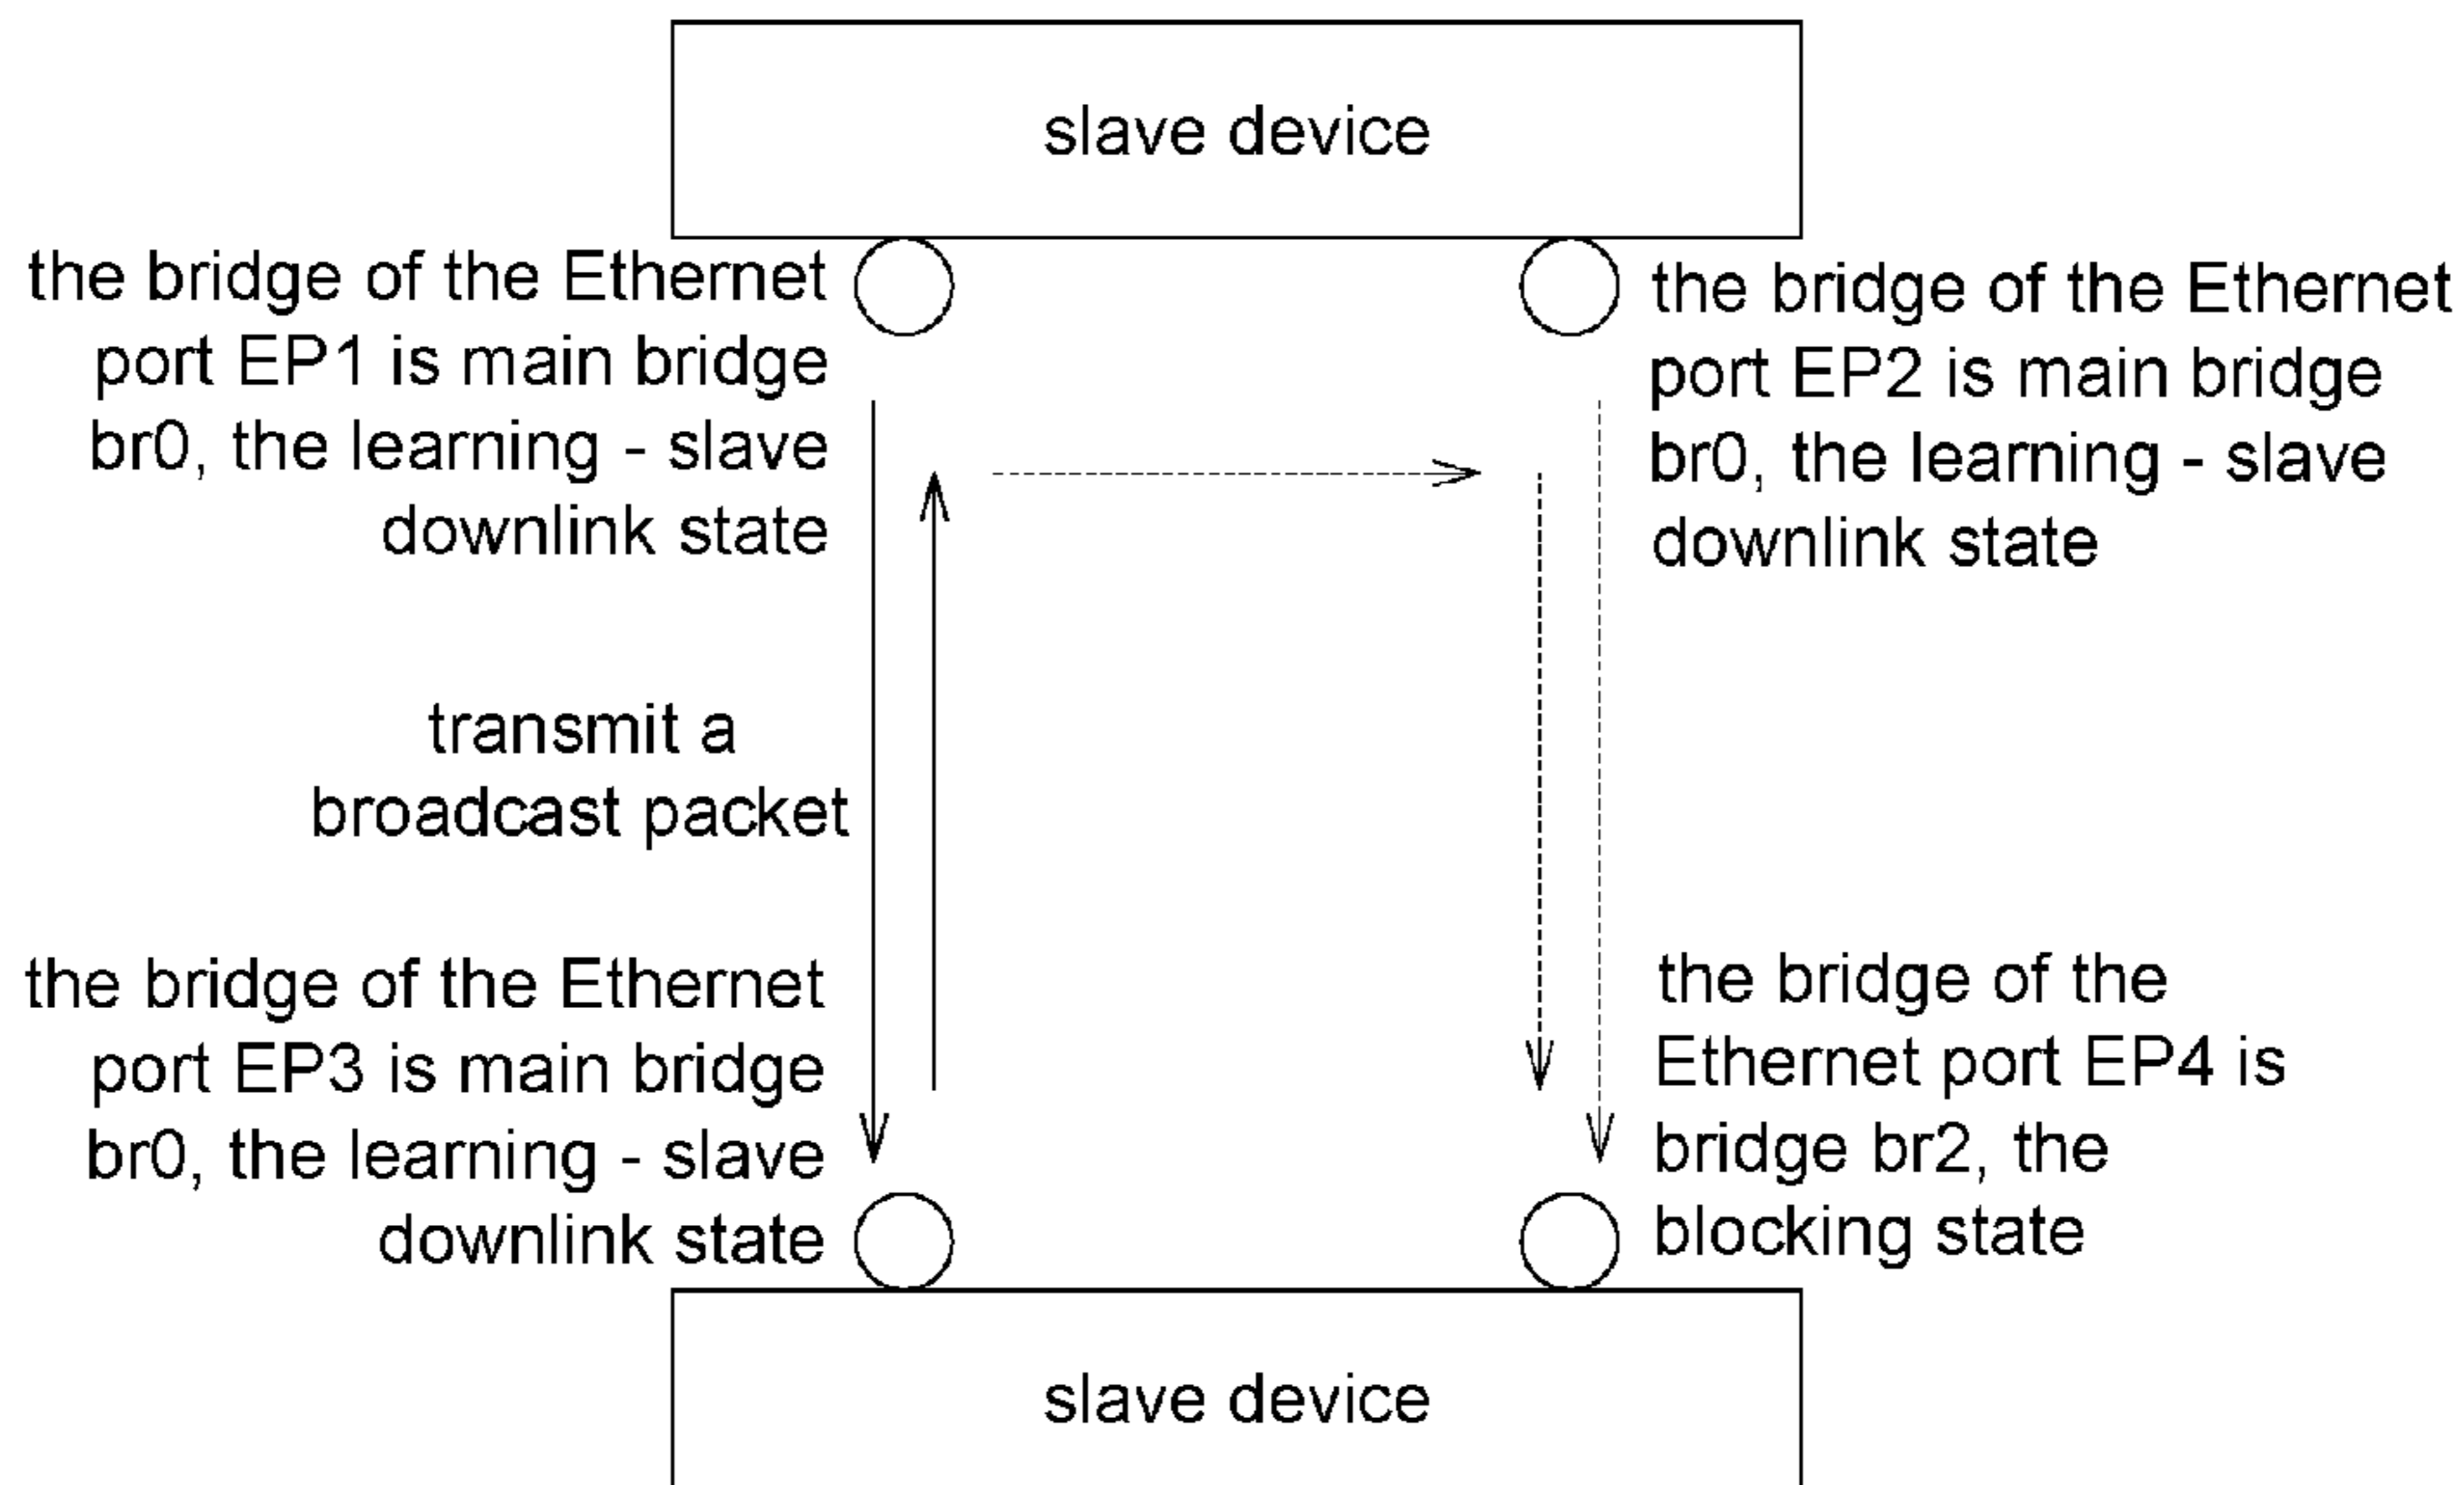 slave device
the bridge of the Ethernet
port EP1 is main bridge
br0, the learning - slave
downlink state
the bridge of the Ethernet
port EP2 is main bridge
br0, the learning - slave
downlink state
transmit a
broadcast packet
the bridge of the Ethernet
port EP3 is main bridge
br0, the learning - slave
downlink state
the bridge of the
Ethernet port EP4 is
bridge br2, the
blocking state
slave device